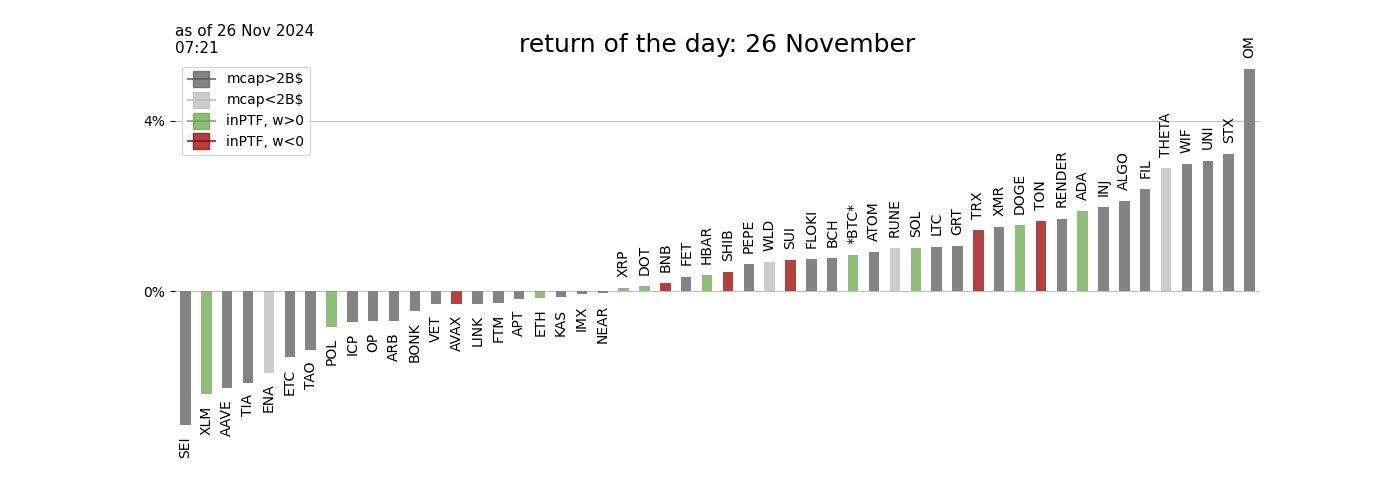 as of 26 Nov 2024
07:21
return of the day: 26 November
mcap>2B$
mcap<2B$
inPTF, w>0
inPTF, w<0
4%
0%
SEI
XLM
AAVE
TIA
ENA
ETC
TAO
POL
ICP
OP
ARB
BONK
VET
AVAX
LINK
FTM
APT
ETH
KAS
IMX
NEAR
XRP
DOT
BNB
FET
HBAR
SHIB
PEPE
WLD
SUI
FLOKI
BCH
*BTC*
ATOM
RUNE
SOL
LTC
GRT
TRX
XMR
DOGE
TON
RENDER
ADA
INJ
ALGO
FIL
THETA
WIF
UNI
STX
OM